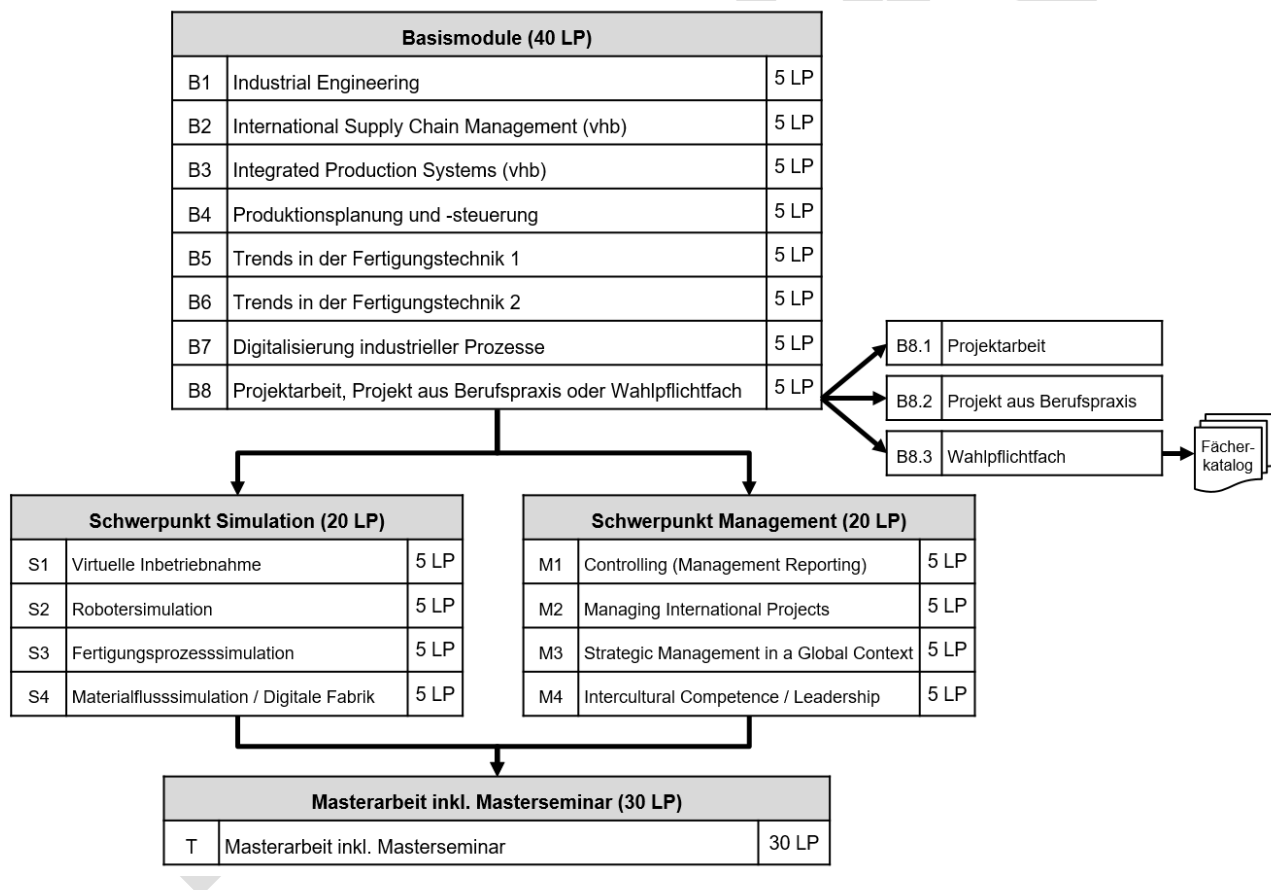 Basismodule (40 LP)
B1 Industrial Engineering 5 LP
B2 International Supply Chain Management (vhb) 5 LP
B3 Integrated Production Systems (vhb) 5 LP
B4 Produktionsplanung und -steuerung 5 LP
B5 Trends in der Fertigungstechnik 1 5 LP
B6 Trends in der Fertigungstechnik 2 5 LP
B7 Digitalisierung industrieller Prozesse 5 LP
B8 Projektarbeit, Projekt aus Berufspraxis oder Wahlpflichtfach 5 LP
B8.1 Projektarbeit
B8.2 Projekt aus Berufspraxis
B8.3 Wahlpflichtfach
Fächer-
katalog
Schwerpunkt Simulation (20 LP)
S1 Virtuelle Inbetriebnahme 5 LP
S2 Robotersimulation 5 LP
S3 Fertigungsprozesssimulation 5 LP
S4 Materialflusssimulation / Digitale Fabrik 5 LP
Schwerpunkt Management (20 LP)
M1 Controlling (Management Reporting) 5 LP
M2 Managing International Projects 5 LP
M3 Strategic Management in a Global Context 5 LP
M4 Intercultural Competence / Leadership 5 LP
Masterarbeit inkl. Masterseminar (30 LP)
T Masterarbeit inkl. Masterseminar 30 LP